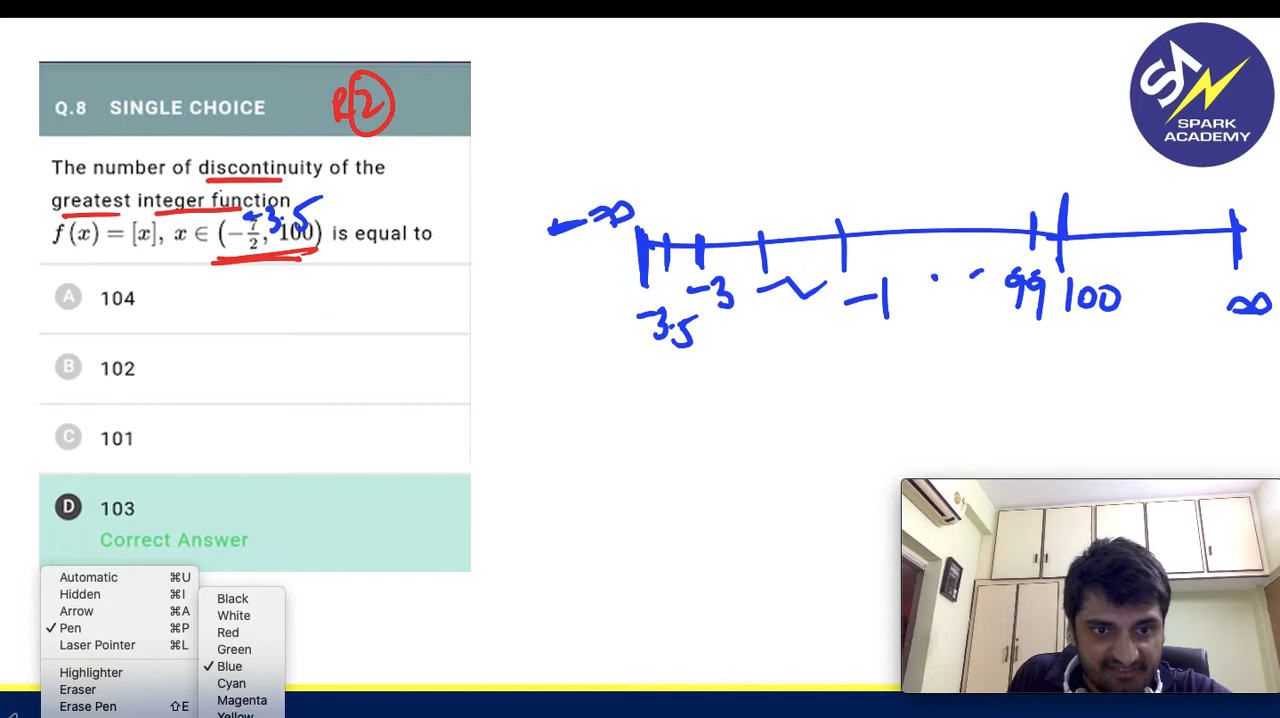 Q.8 SINGLE CHOICE
R2
The number of discontinuity of the
greatest integer function
-3.5
f(x) = [x], x ∈ (−7/2, 100) is equal to
A 104
B 102
C 101
D 103
Correct Answer
SPARK
ACADEMY
-∞
-3.5
-3
-1
99
100
∞
Automatic ⌘U
Hidden ⌘I
Arrow ⌘A
✓ Pen ⌘P
Laser Pointer ⌘L
Highlighter
Eraser
Erase Pen ⇧E
Black
White
Red
Green
✓ Blue
Cyan
Magenta
Yellow